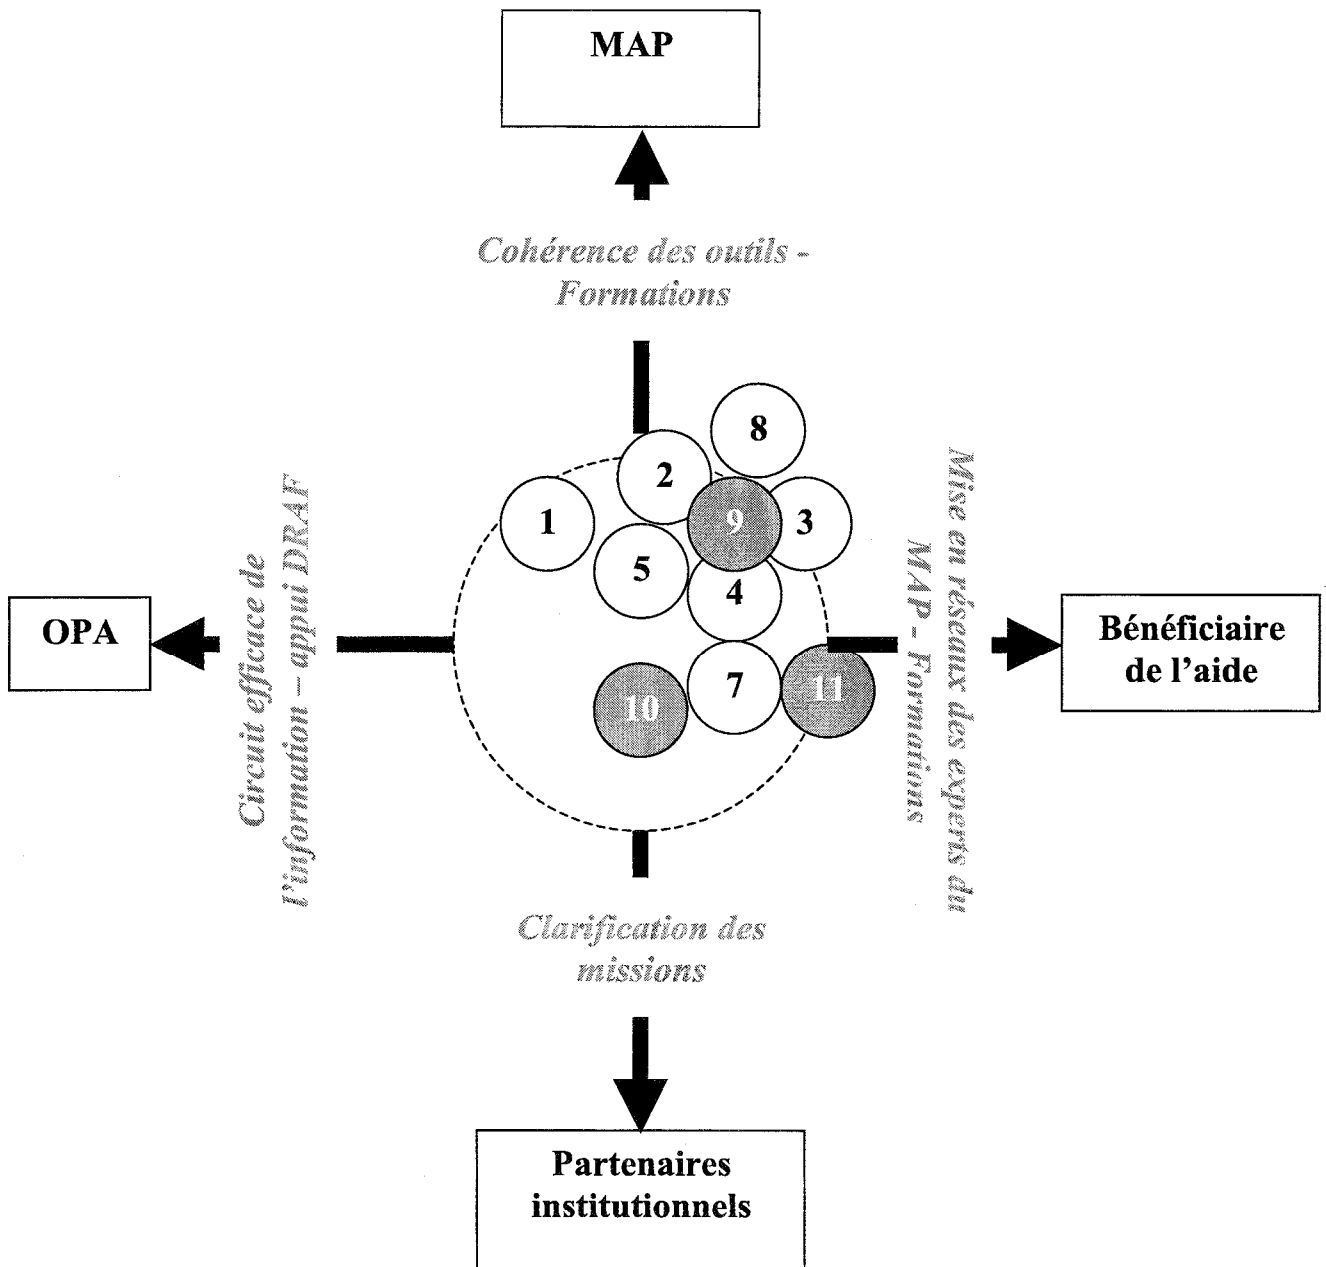 MAP
Cohérence des outils -
Formations
8
2
1
9
3
5
4
Circuit efficace de
l'information – appui DRAF
Mise en réseaux des experts du
MAP - Formations
OPA
Bénéficiaire
de l'aide
7
11
10
Clarification des
missions
Partenaires
institutionnels